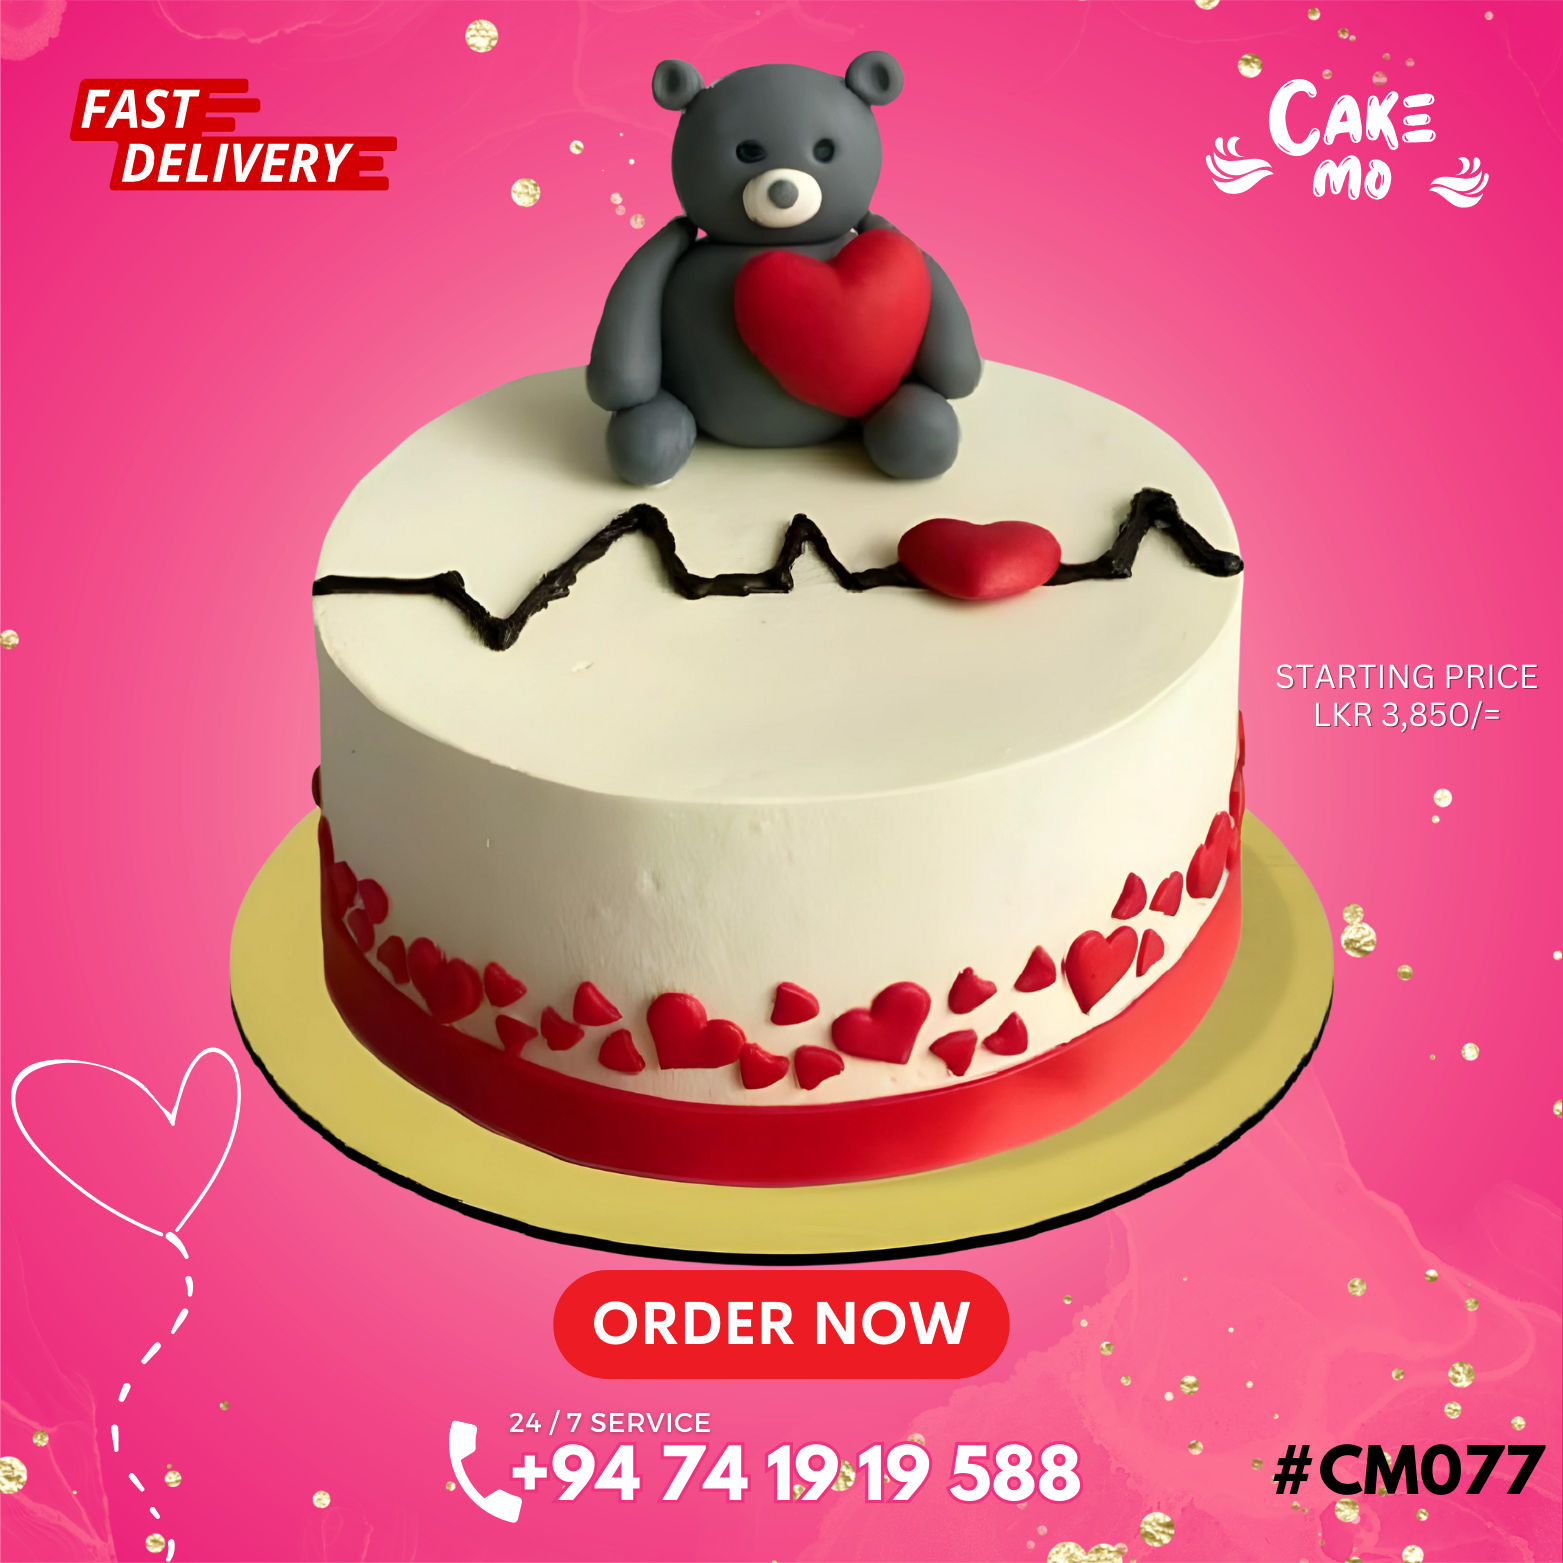 FAST
DELIVERY
CAKE
MO
STARTING PRICE
LKR 3,850/=
ORDER NOW
24 / 7 SERVICE
+94 74 19 19 588
#CM077